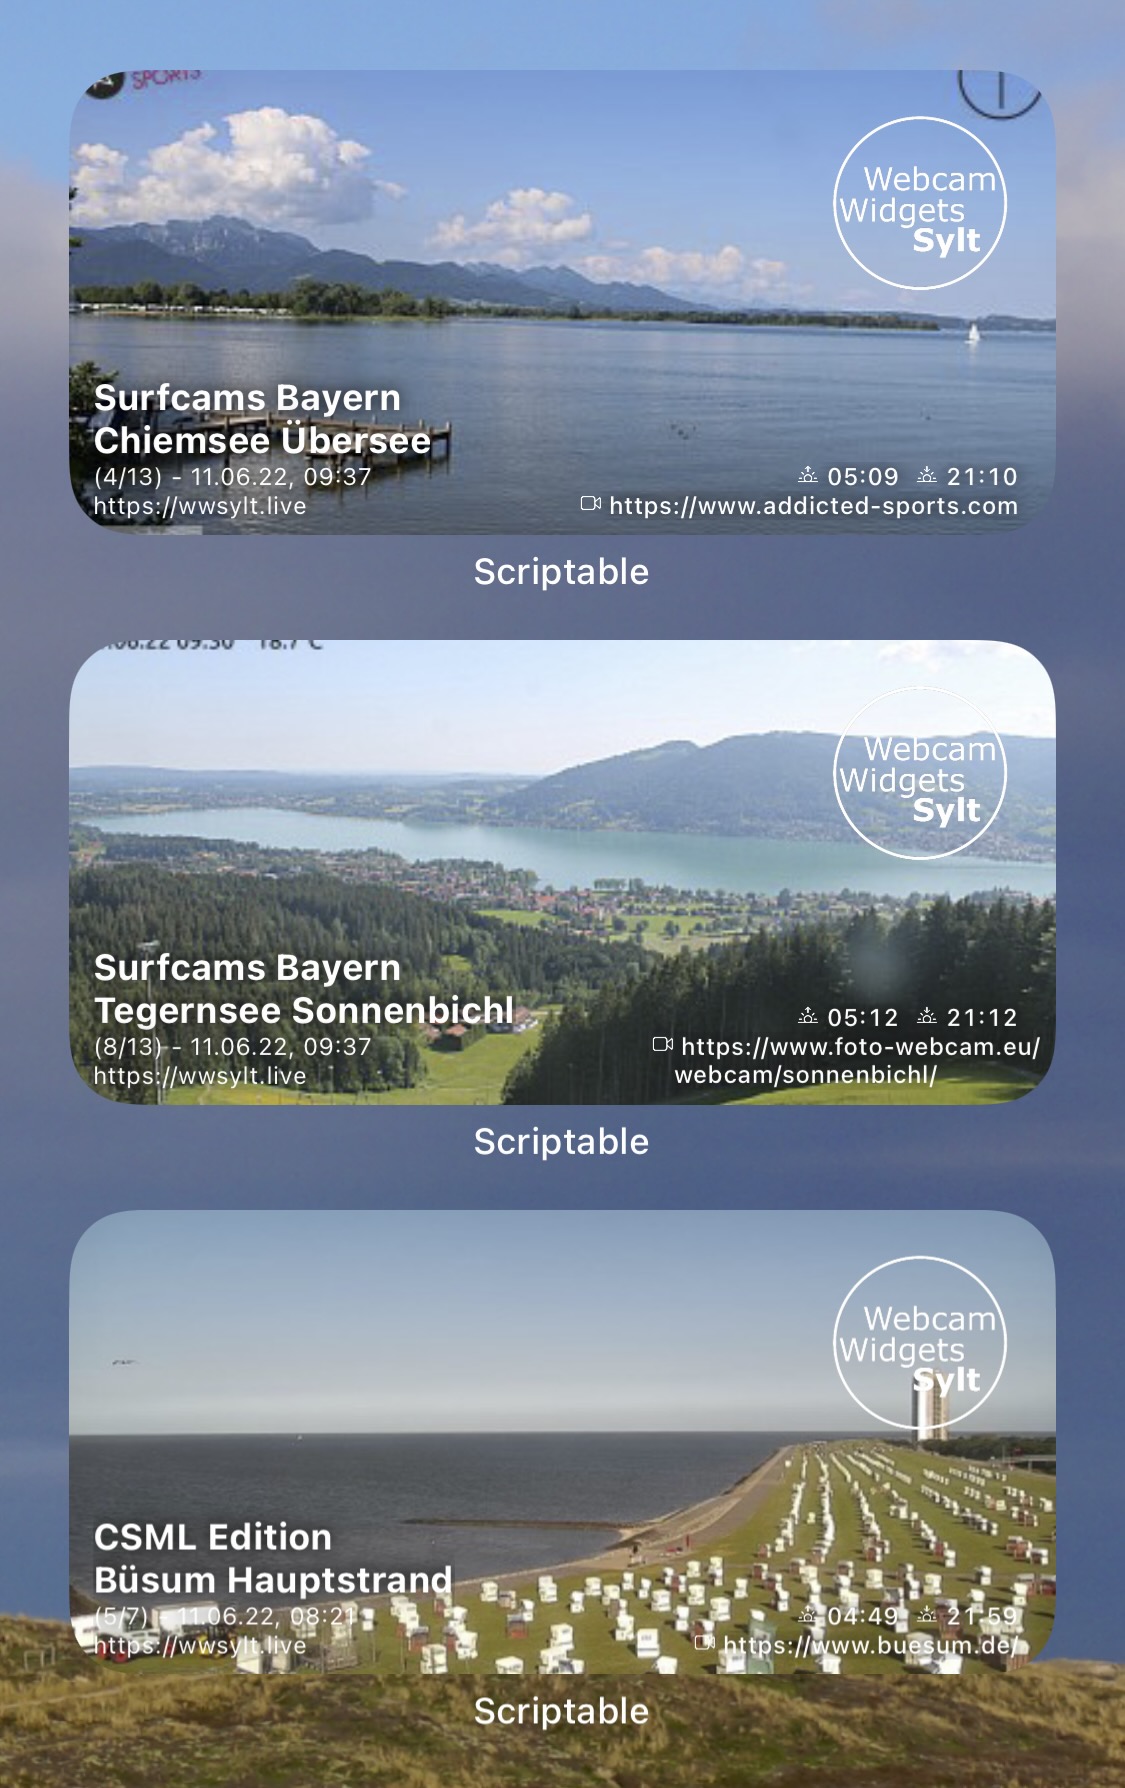 SPORTS
Webcam
Widgets
Sylt
Surfcams Bayern
Chiemsee Übersee
(4/13) - 11.06.22, 09:37
https://wwsylt.live
05:09 21:10
https://www.addicted-sports.com
Scriptable
.06.22 09:30 18.7°C
Webcam
Widgets
Sylt
Surfcams Bayern
Tegernsee Sonnenbichl
(8/13) - 11.06.22, 09:37
https://wwsylt.live
05:12 21:12
https://www.foto-webcam.eu/
webcam/sonnenbichl/
Scriptable
Webcam
Widgets
Sylt
CSML Edition
Büsum Hauptstrand
(5/7) - 11.06.22, 08:21
https://wwsylt.live
04:49 21:59
https://www.buesum.de/
Scriptable